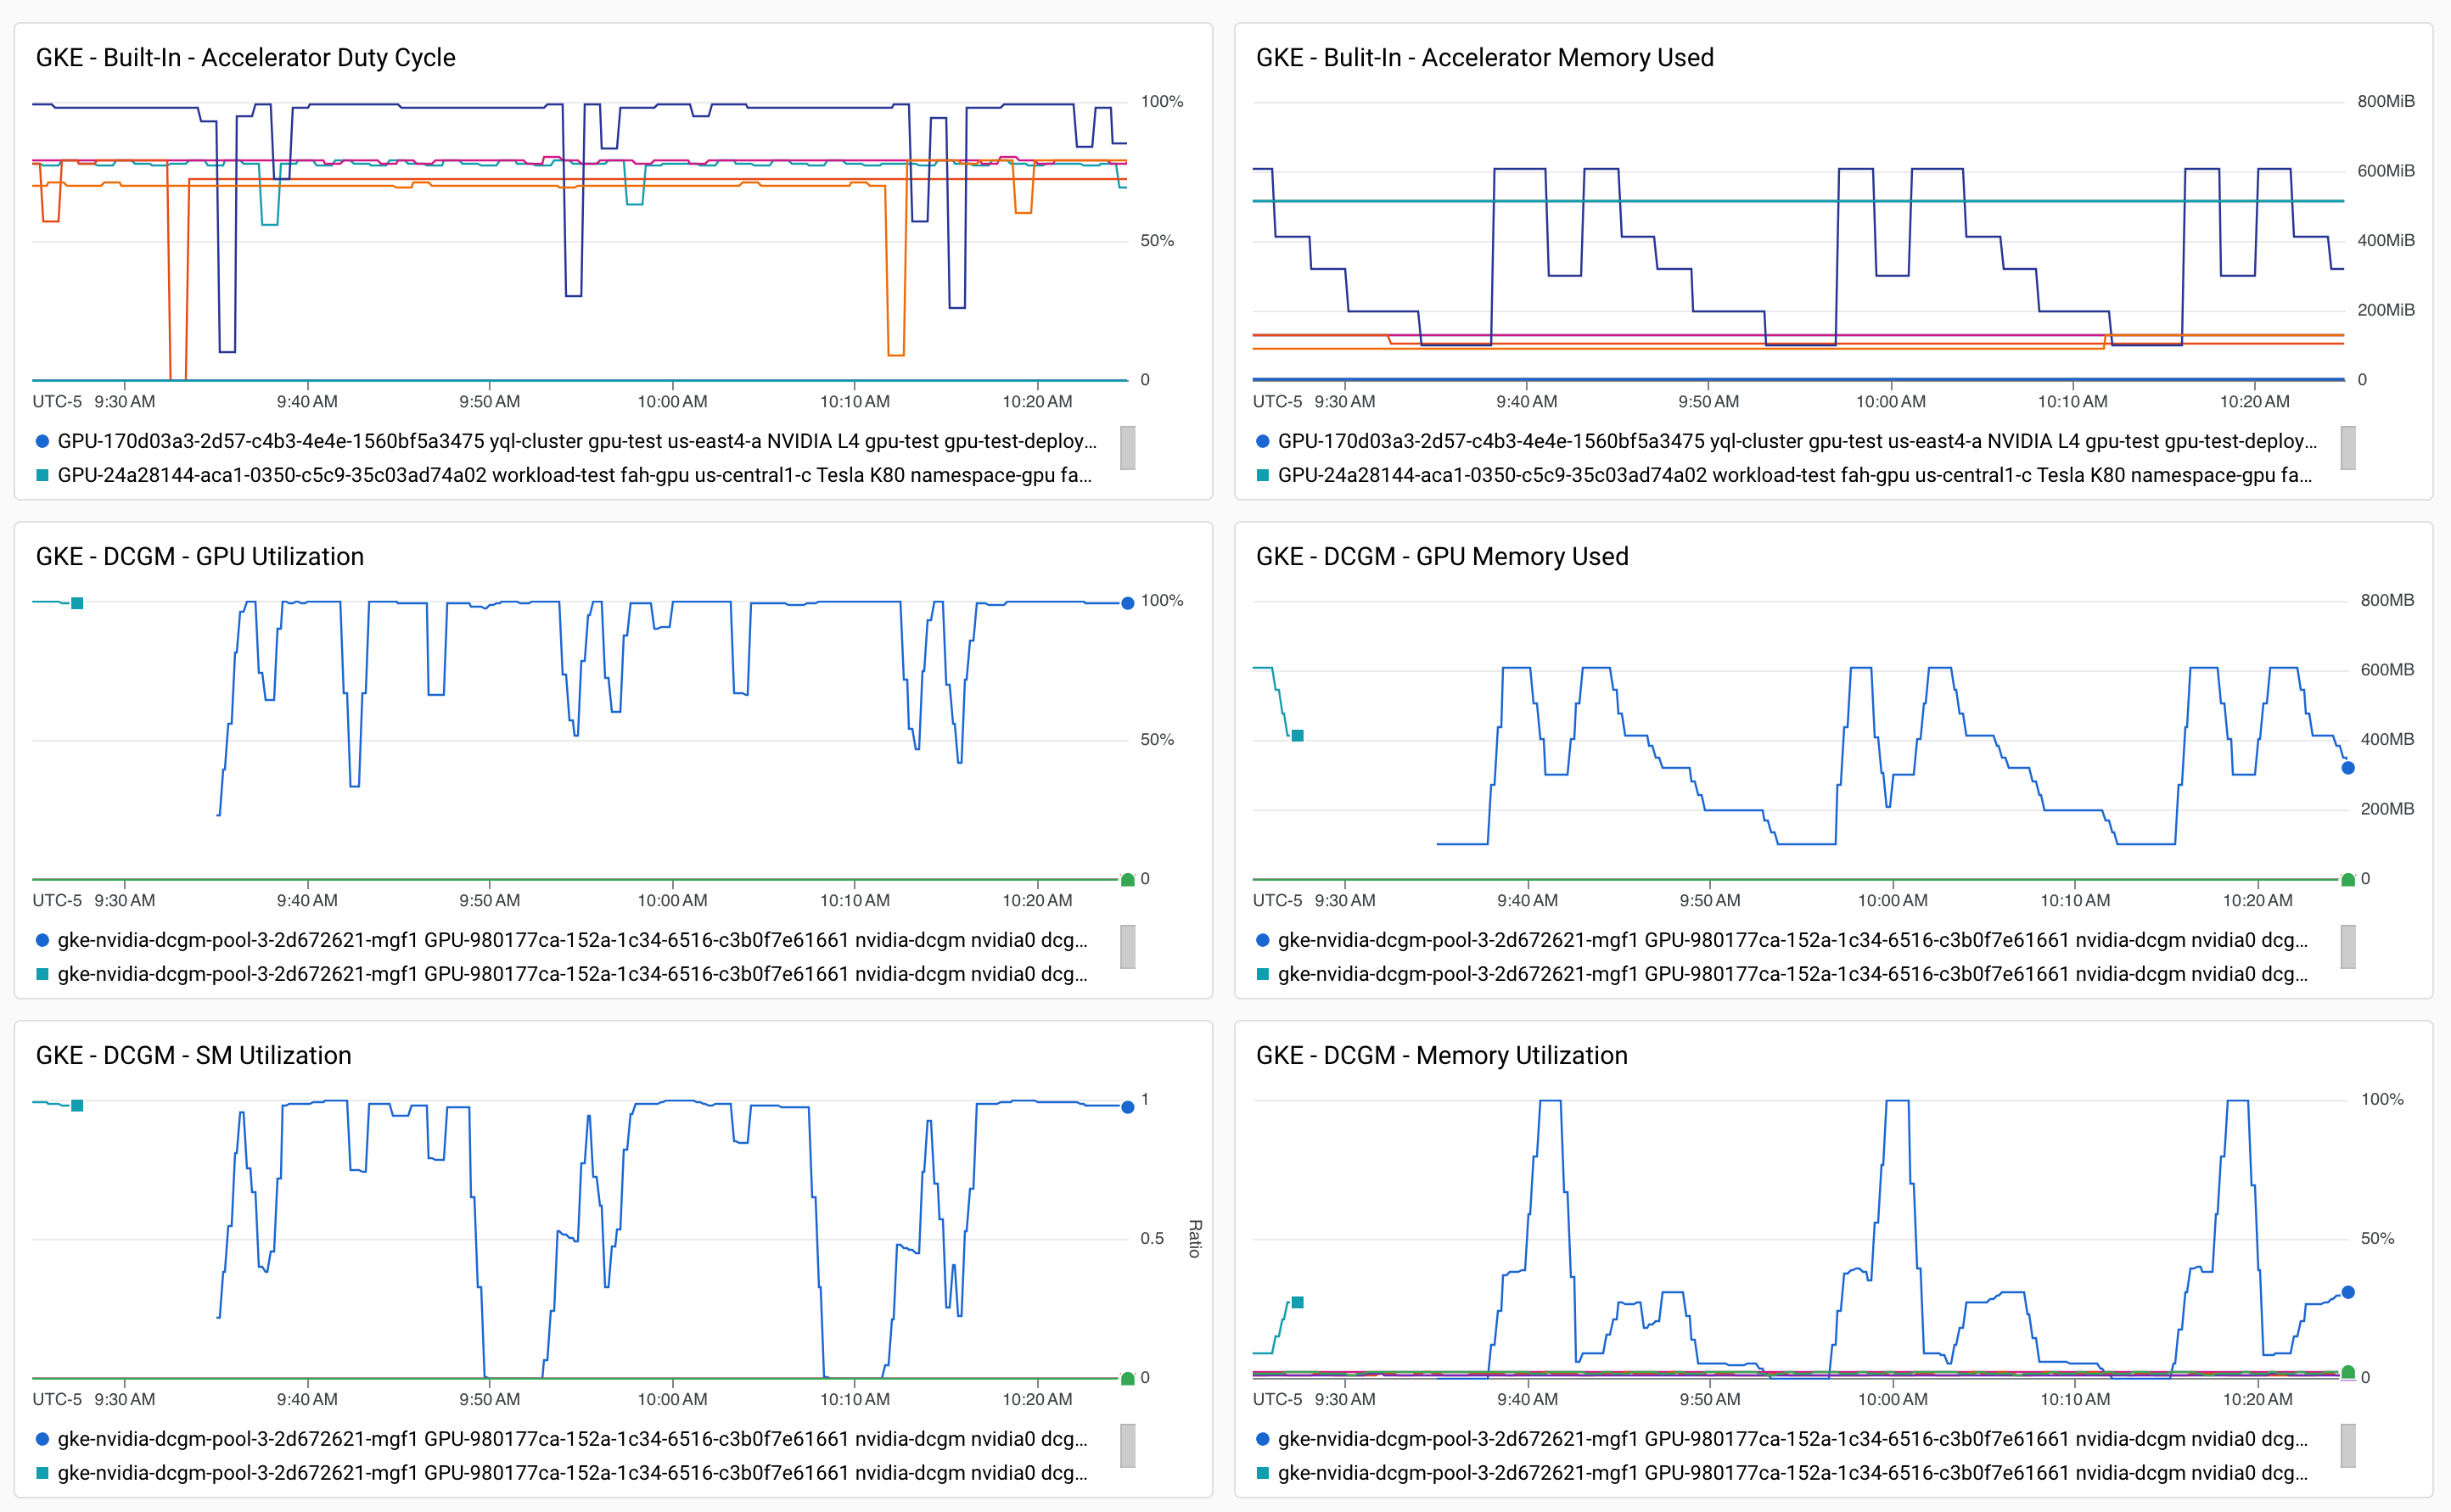 GKE - Built-In - Accelerator Duty Cycle
100%
50%
0
UTC-5 9:30 AM 9:40 AM 9:50 AM 10:00 AM 10:10 AM 10:20 AM
GPU-170d03a3-2d57-c4b3-4e4e-1560bf5a3475 yql-cluster gpu-test us-east4-a NVIDIA L4 gpu-test gpu-test-deploy...
GPU-24a28144-aca1-0350-c5c9-35c03ad74a02 workload-test fah-gpu us-central1-c Tesla K80 namespace-gpu fa...
GKE - Bulit-In - Accelerator Memory Used
800MiB
600MiB
400MiB
200MiB
0
UTC-5 9:30 AM 9:40 AM 9:50 AM 10:00 AM 10:10 AM 10:20 AM
GPU-170d03a3-2d57-c4b3-4e4e-1560bf5a3475 yql-cluster gpu-test us-east4-a NVIDIA L4 gpu-test gpu-test-deploy...
GPU-24a28144-aca1-0350-c5c9-35c03ad74a02 workload-test fah-gpu us-central1-c Tesla K80 namespace-gpu fa...
GKE - DCGM - GPU Utilization
100%
50%
0
UTC-5 9:30 AM 9:40 AM 9:50 AM 10:00 AM 10:10 AM 10:20 AM
gke-nvidia-dcgm-pool-3-2d672621-mgf1 GPU-980177ca-152a-1c34-6516-c3b0f7e61661 nvidia-dcgm nvidia0 dcg...
gke-nvidia-dcgm-pool-3-2d672621-mgf1 GPU-980177ca-152a-1c34-6516-c3b0f7e61661 nvidia-dcgm nvidia0 dcg...
GKE - DCGM - GPU Memory Used
800MB
600MB
400MB
200MB
0
UTC-5 9:30 AM 9:40 AM 9:50 AM 10:00 AM 10:10 AM 10:20 AM
gke-nvidia-dcgm-pool-3-2d672621-mgf1 GPU-980177ca-152a-1c34-6516-c3b0f7e61661 nvidia-dcgm nvidia0 dcg...
gke-nvidia-dcgm-pool-3-2d672621-mgf1 GPU-980177ca-152a-1c34-6516-c3b0f7e61661 nvidia-dcgm nvidia0 dcg...
GKE - DCGM - SM Utilization
1
0.5
0
Ratio
UTC-5 9:30 AM 9:40 AM 9:50 AM 10:00 AM 10:10 AM 10:20 AM
gke-nvidia-dcgm-pool-3-2d672621-mgf1 GPU-980177ca-152a-1c34-6516-c3b0f7e61661 nvidia-dcgm nvidia0 dcg...
gke-nvidia-dcgm-pool-3-2d672621-mgf1 GPU-980177ca-152a-1c34-6516-c3b0f7e61661 nvidia-dcgm nvidia0 dcg...
GKE - DCGM - Memory Utilization
100%
50%
0
UTC-5 9:30 AM 9:40 AM 9:50 AM 10:00 AM 10:10 AM 10:20 AM
gke-nvidia-dcgm-pool-3-2d672621-mgf1 GPU-980177ca-152a-1c34-6516-c3b0f7e61661 nvidia-dcgm nvidia0 dcg...
gke-nvidia-dcgm-pool-3-2d672621-mgf1 GPU-980177ca-152a-1c34-6516-c3b0f7e61661 nvidia-dcgm nvidia0 dcg...